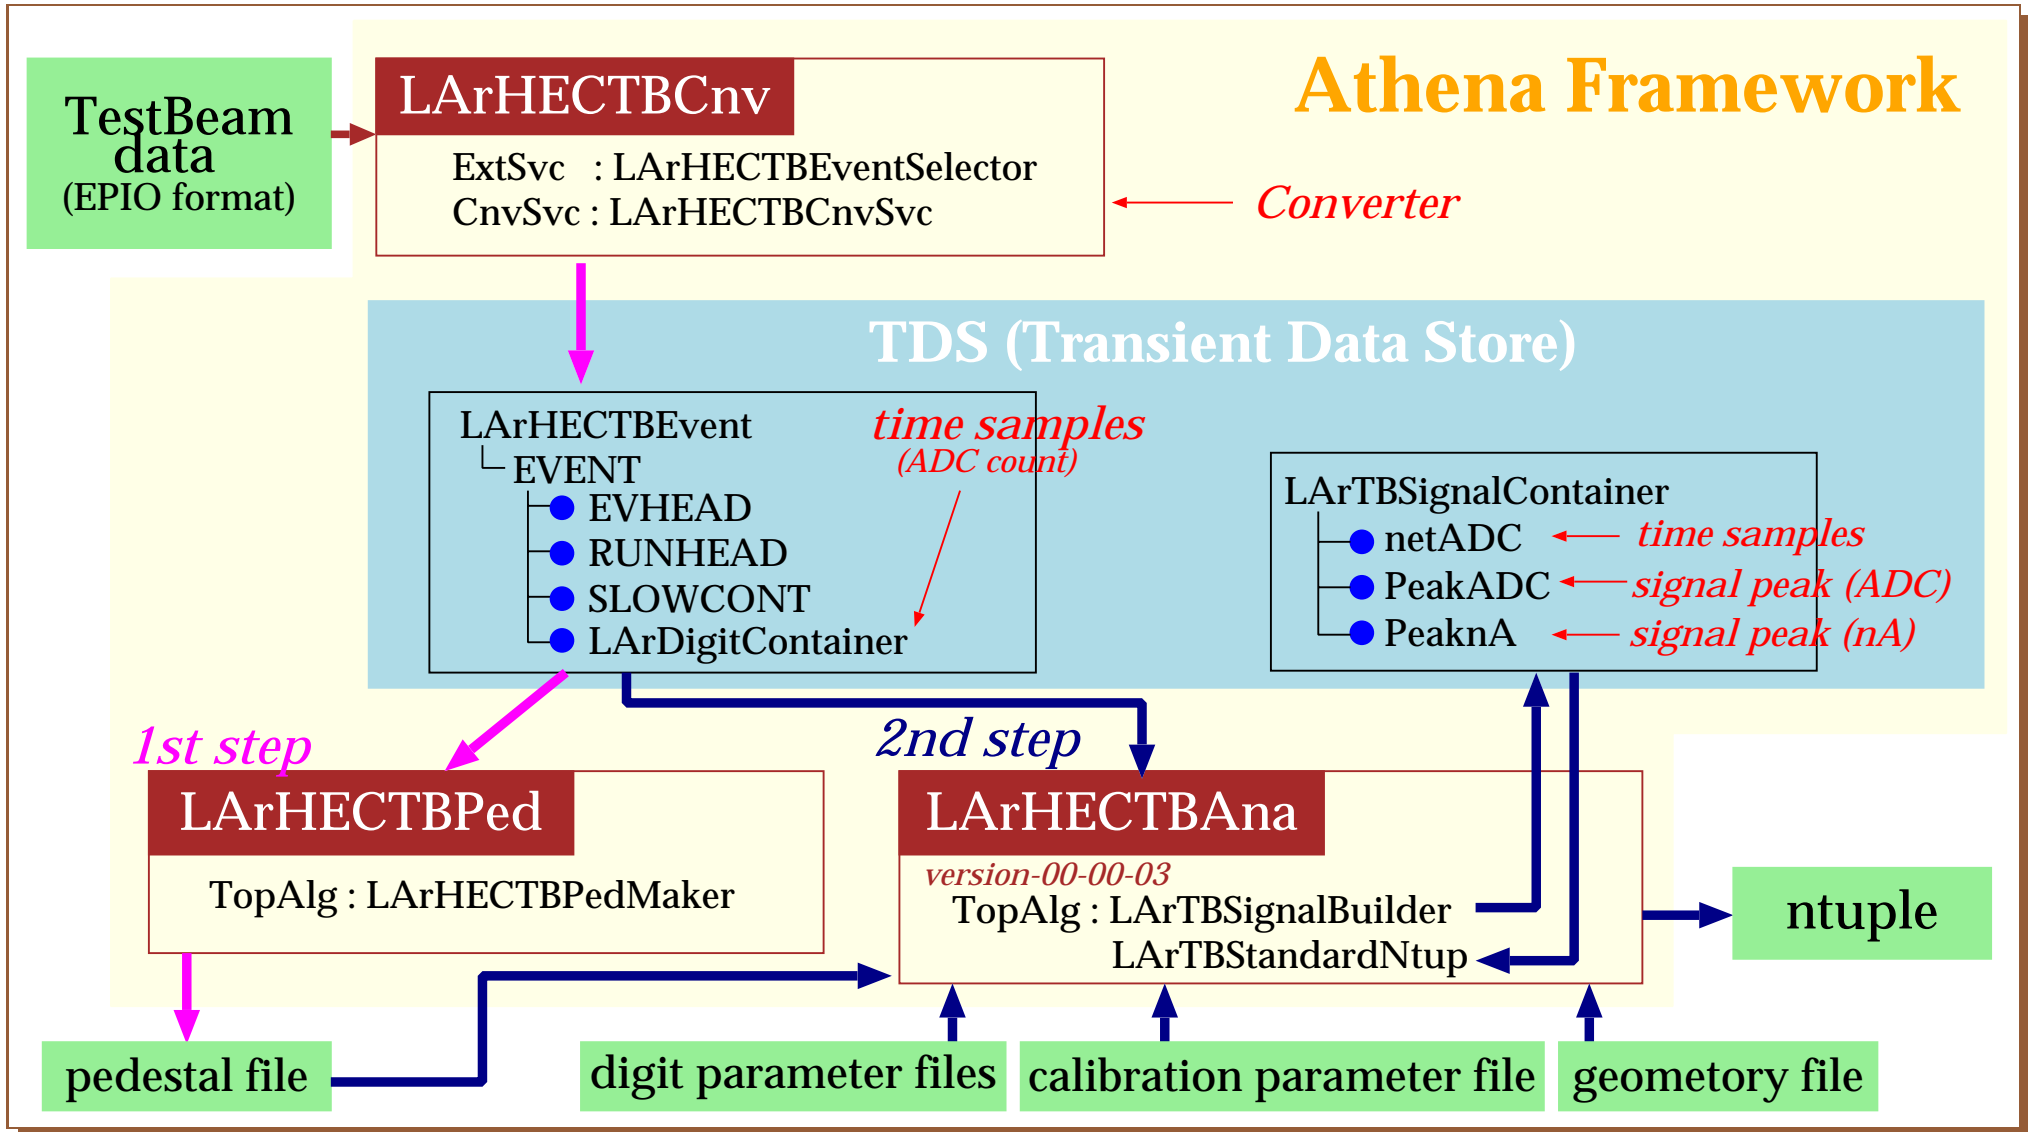 Athena Framework
TestBeam
data
(EPIO format)
LArHECTBCnv
ExtSvc : LArHECTBEventSelector
CnvSvc : LArHECTBCnvSvc
Converter
TDS (Transient Data Store)
LArHECTBEvent
EVENT
EVHEAD
RUNHEAD
SLOWCONT
LArDigitContainer
time samples
(ADC count)
LArTBSignalContainer
netADC
time samples
PeakADC
signal peak (ADC)
PeaknA
signal peak (nA)
1st step
2nd step
LArHECTBPed
TopAlg : LArHECTBPedMaker
LArHECTBAna
version-00-00-03
TopAlg : LArTBSignalBuilder
LArTBStandardNtup
ntuple
pedestal file
digit parameter files
calibration parameter file
geometory file